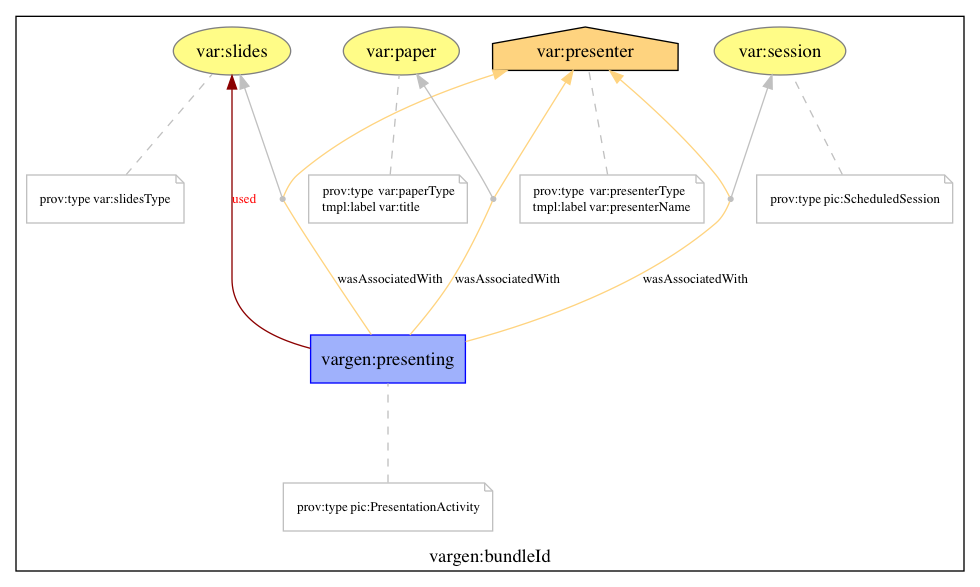 var:slides
var:paper
var:presenter
var:session
prov:type var:slidesType
used
prov:type var:paperType
tmpl:label var:title
prov:type var:presenterType
tmpl:label var:presenterName
prov:type pic:ScheduledSession
wasAssociatedWith
wasAssociatedWith
wasAssociatedWith
vargen:presenting
prov:type pic:PresentationActivity
vargen:bundleId